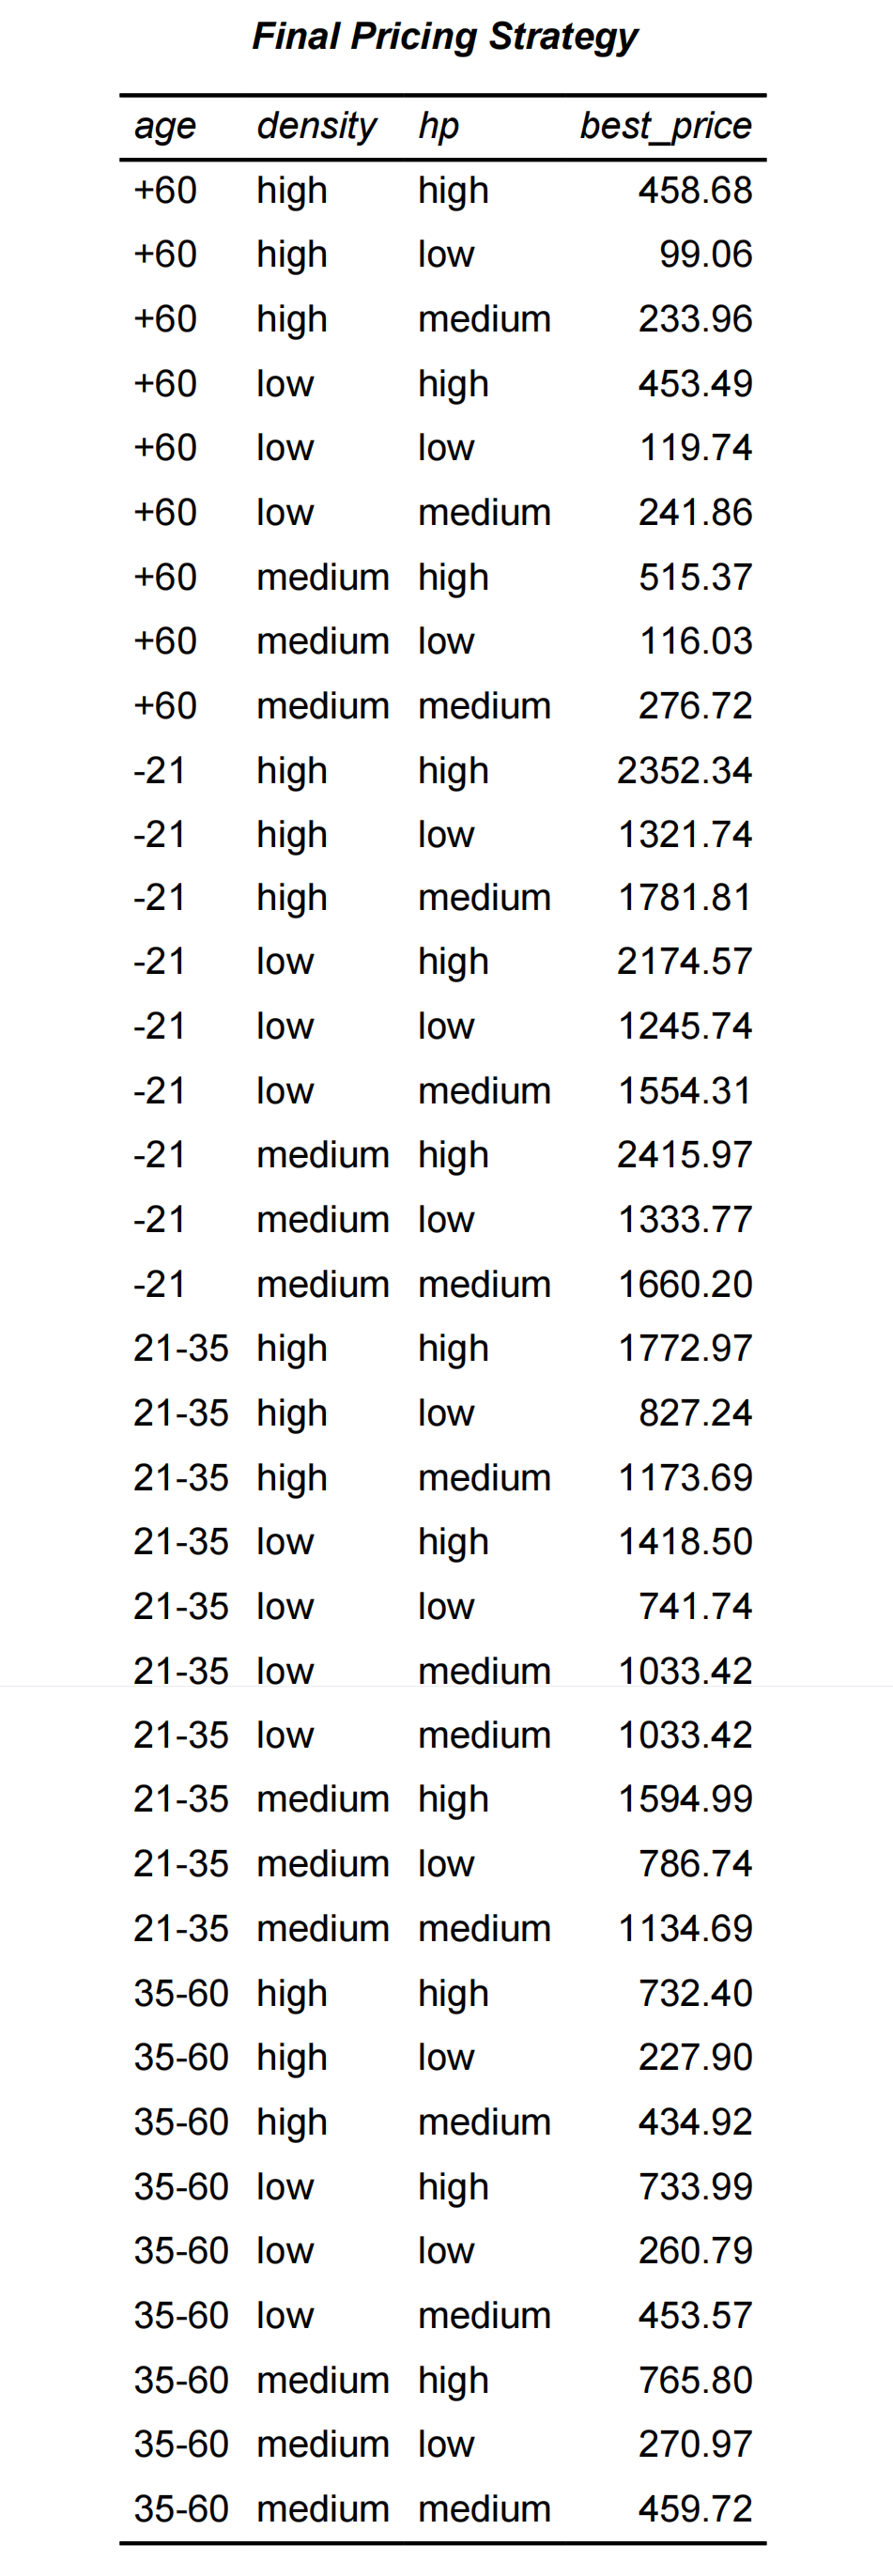 Final Pricing Strategy
age density hp best_price
+60 high high 458.68
+60 high low 99.06
+60 high medium 233.96
+60 low high 453.49
+60 low low 119.74
+60 low medium 241.86
+60 medium high 515.37
+60 medium low 116.03
+60 medium medium 276.72
-21 high high 2352.34
-21 high low 1321.74
-21 high medium 1781.81
-21 low high 2174.57
-21 low low 1245.74
-21 low medium 1554.31
-21 medium high 2415.97
-21 medium low 1333.77
-21 medium medium 1660.20
21-35 high high 1772.97
21-35 high low 827.24
21-35 high medium 1173.69
21-35 low high 1418.50
21-35 low low 741.74
21-35 low medium 1033.42
21-35 low medium 1033.42
21-35 medium high 1594.99
21-35 medium low 786.74
21-35 medium medium 1134.69
35-60 high high 732.40
35-60 high low 227.90
35-60 high medium 434.92
35-60 low high 733.99
35-60 low low 260.79
35-60 low medium 453.57
35-60 medium high 765.80
35-60 medium low 270.97
35-60 medium medium 459.72